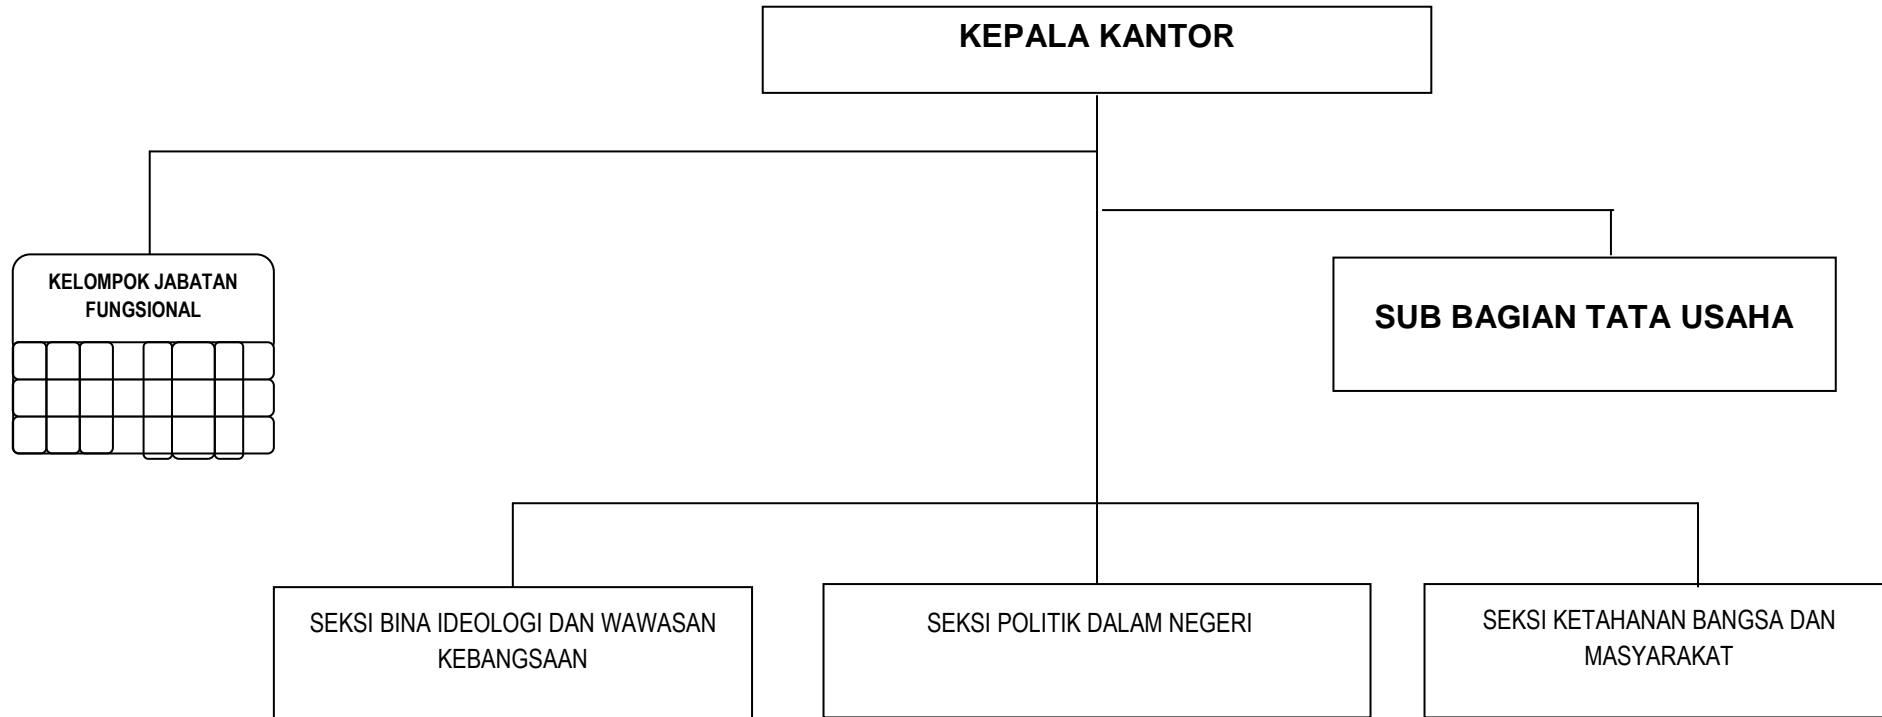 KEPALA KANTOR
KELOMPOK JABATAN
FUNGSIONAL
SUB BAGIAN TATA USAHA
SEKSI BINA IDEOLOGI DAN WAWASAN
KEBANGSAAN
SEKSI POLITIK DALAM NEGERI
SEKSI KETAHANAN BANGSA DAN
MASYARAKAT